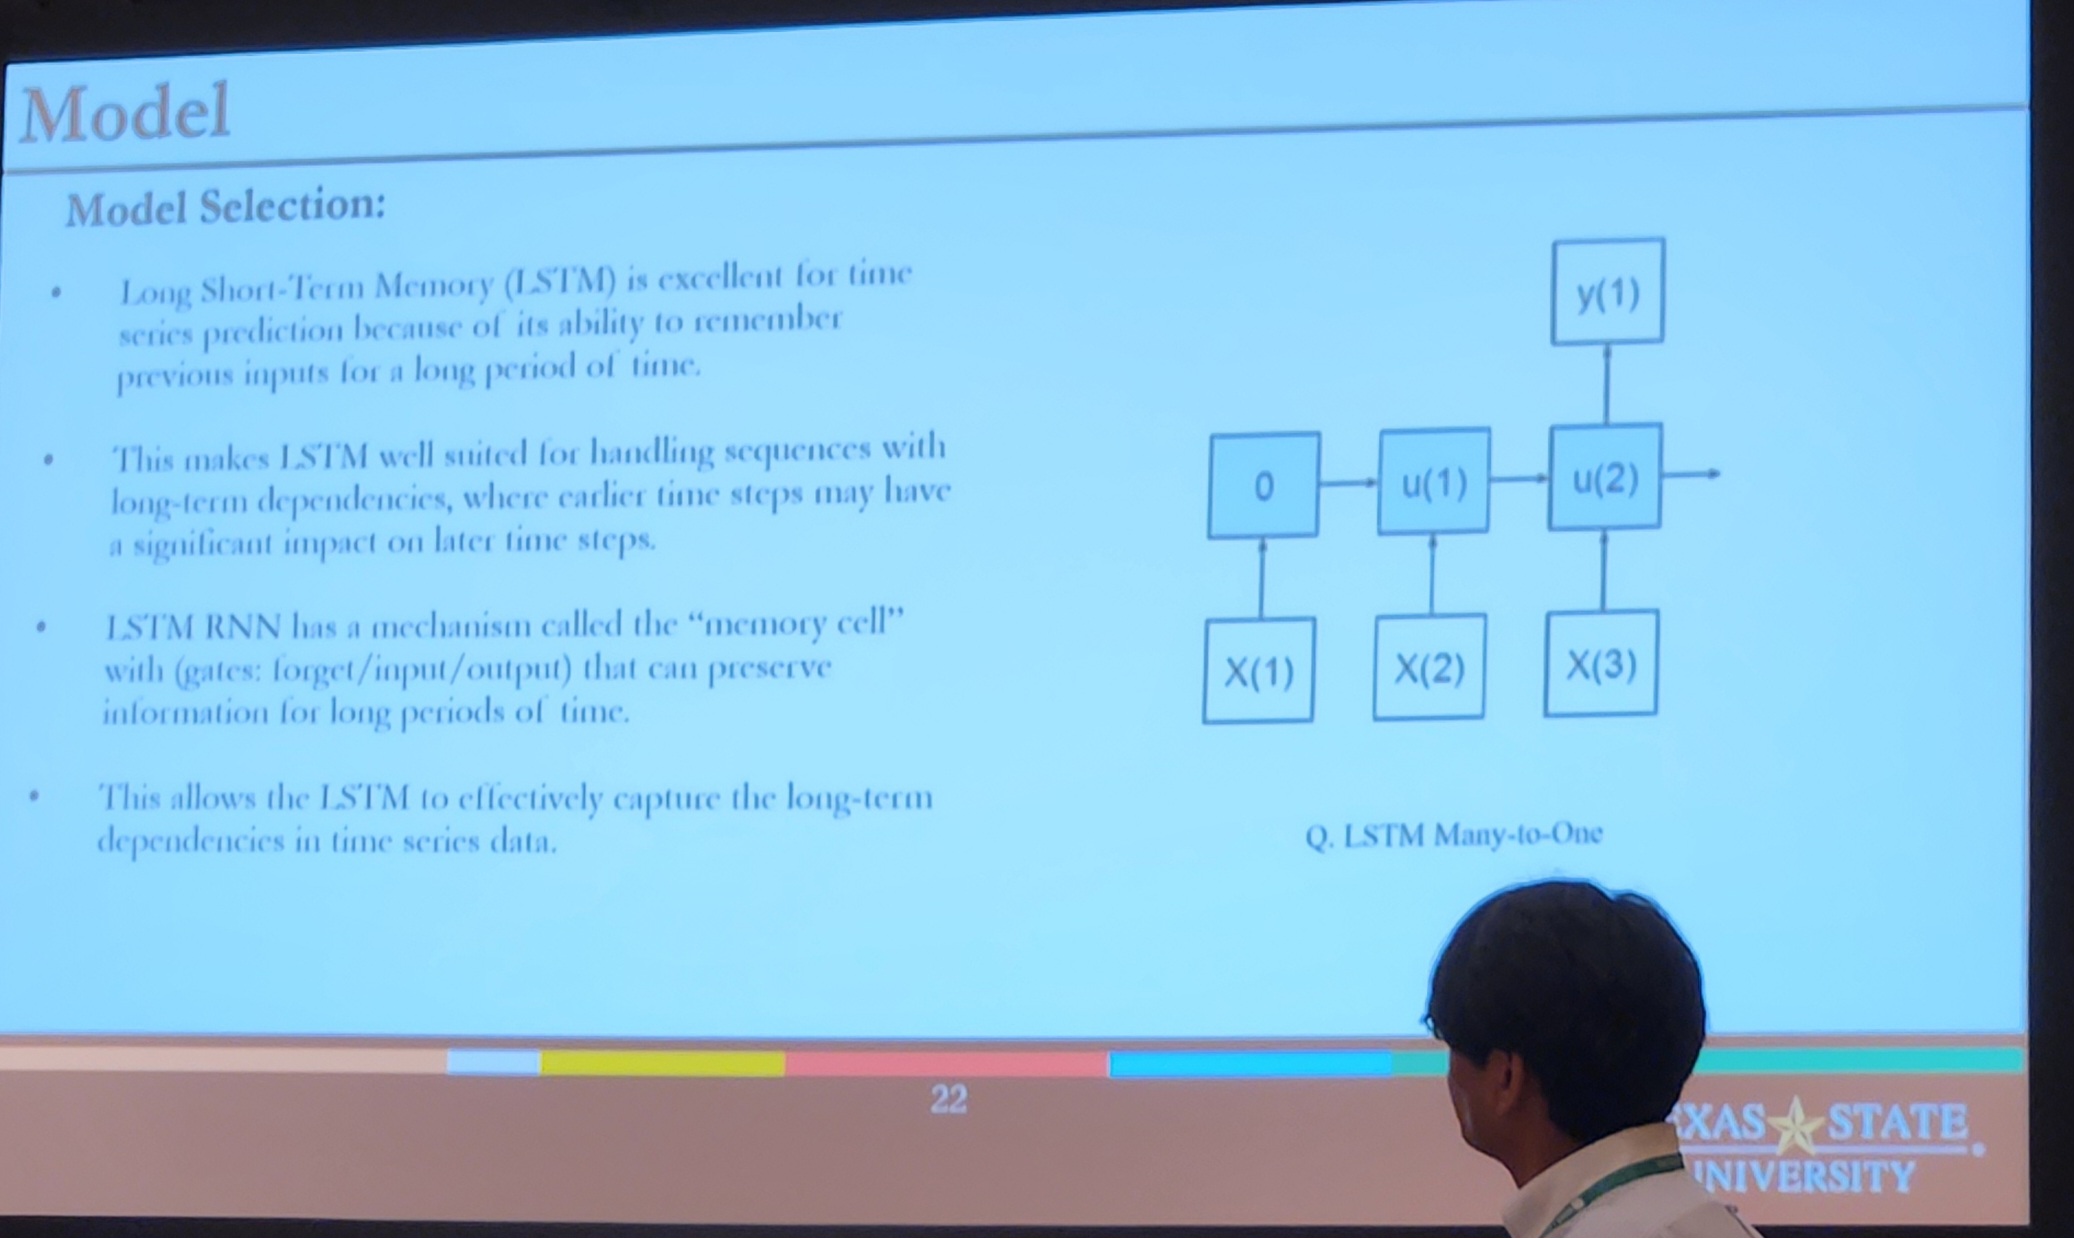 Model
Model Selection:
• Long Short-Term Memory (LSTM) is excellent for time
series prediction because of its ability to remember
previous inputs for a long period of time.
• This makes LSTM well suited for handling sequences with
long-term dependencies, where earlier time steps may have
a significant impact on later time steps.
• LSTM RNN has a mechanism called the “memory cell”
with (gates: forget/input/output) that can preserve
information for long periods of time.
• This allows the LSTM to effectively capture the long-term
dependencies in time series data.
y(1)
0 u(1) u(2)
X(1) X(2) X(3)
Q. LSTM Many-to-One
22
EXAS STATE
UNIVERSITY